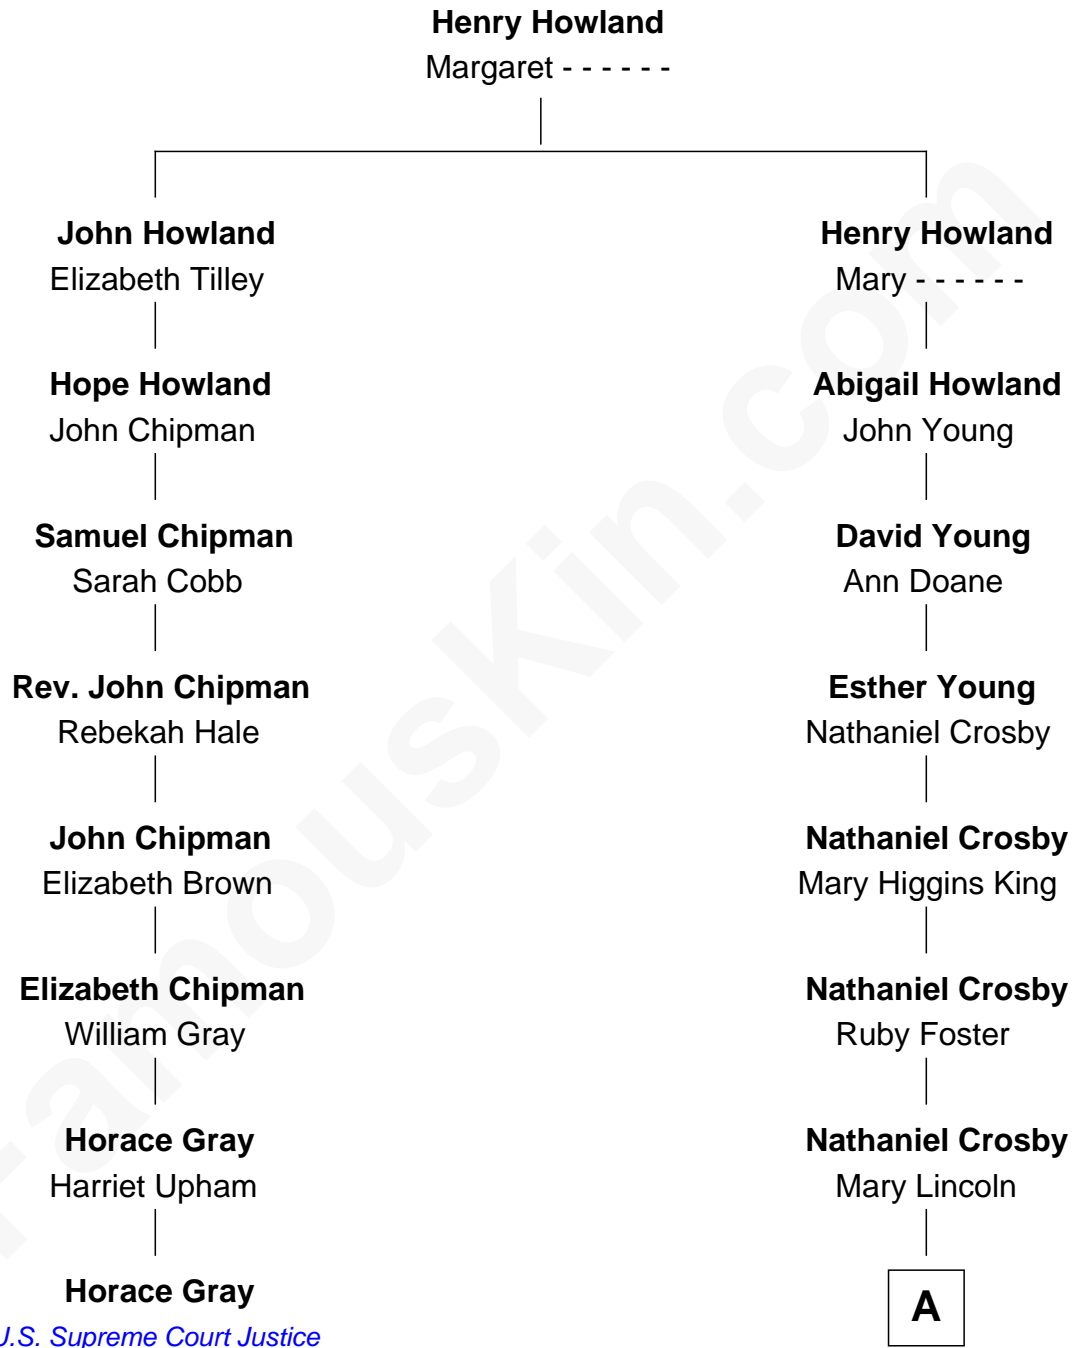 Henry Howland
Margaret - - - - - -
John Howland
Elizabeth Tilley
Henry Howland
Mary - - - - - -
Hope Howland
John Chipman
Abigail Howland
John Young
Samuel Chipman
Sarah Cobb
David Young
Ann Doane
Rev. John Chipman
Rebekah Hale
Esther Young
Nathaniel Crosby
John Chipman
Elizabeth Brown
Nathaniel Crosby
Mary Higgins King
Elizabeth Chipman
William Gray
Nathaniel Crosby
Ruby Foster
Horace Gray
Harriet Upham
Nathaniel Crosby
Mary Lincoln
Horace Gray
U.S. Supreme Court Justice
A
FamousKin.com